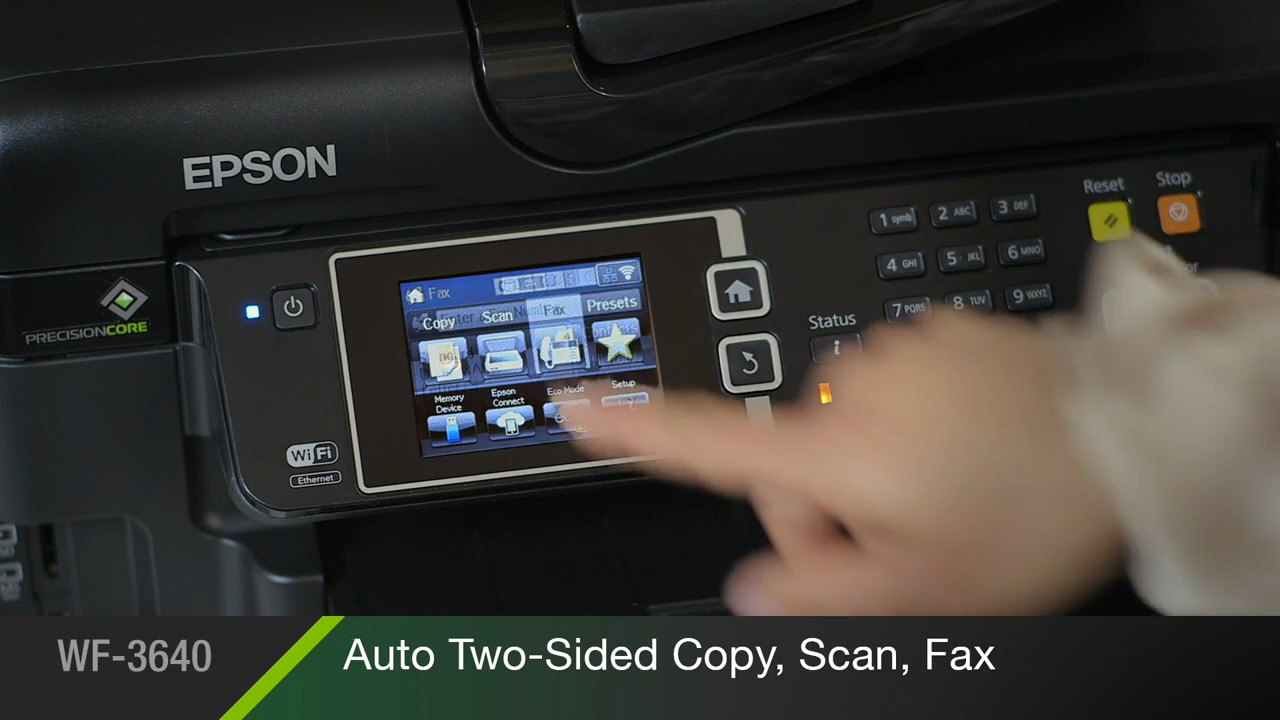 EPSON
PRECISIONCORE
WiFi
Ethernet
Fax
Copy Scan Fax Presets
Memory Device
Epson Connect
Eco Mode
Setup
Status
i
1 symb 2 ABC 3 DEF
4 GHI 5 JKL 6 MNO
7 PQRS 8 TUV 9 WXYZ
Reset
Stop
WF-3640
Auto Two-Sided Copy, Scan, Fax